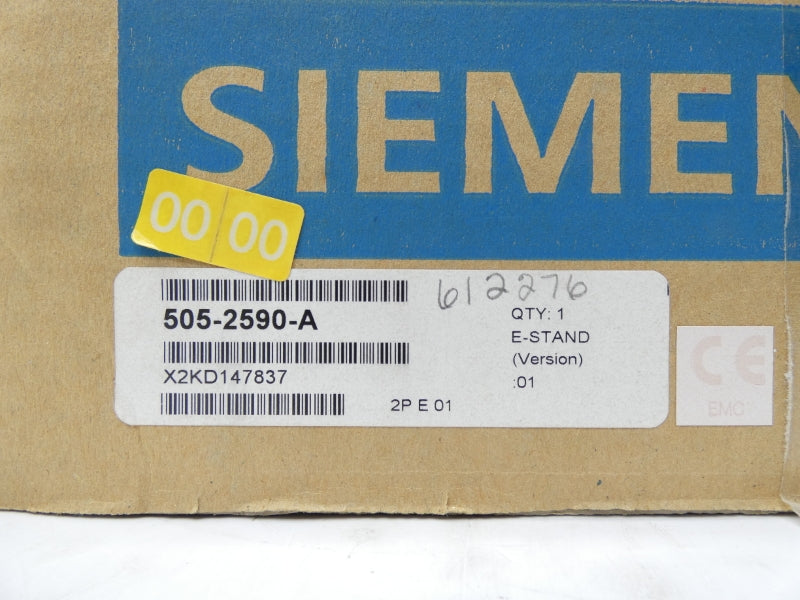 SIEMEN
00 00
612276
505-2590-A
X2KD147837
2P E 01
QTY: 1
E-STAND
(Version)
:01
CE
EMC